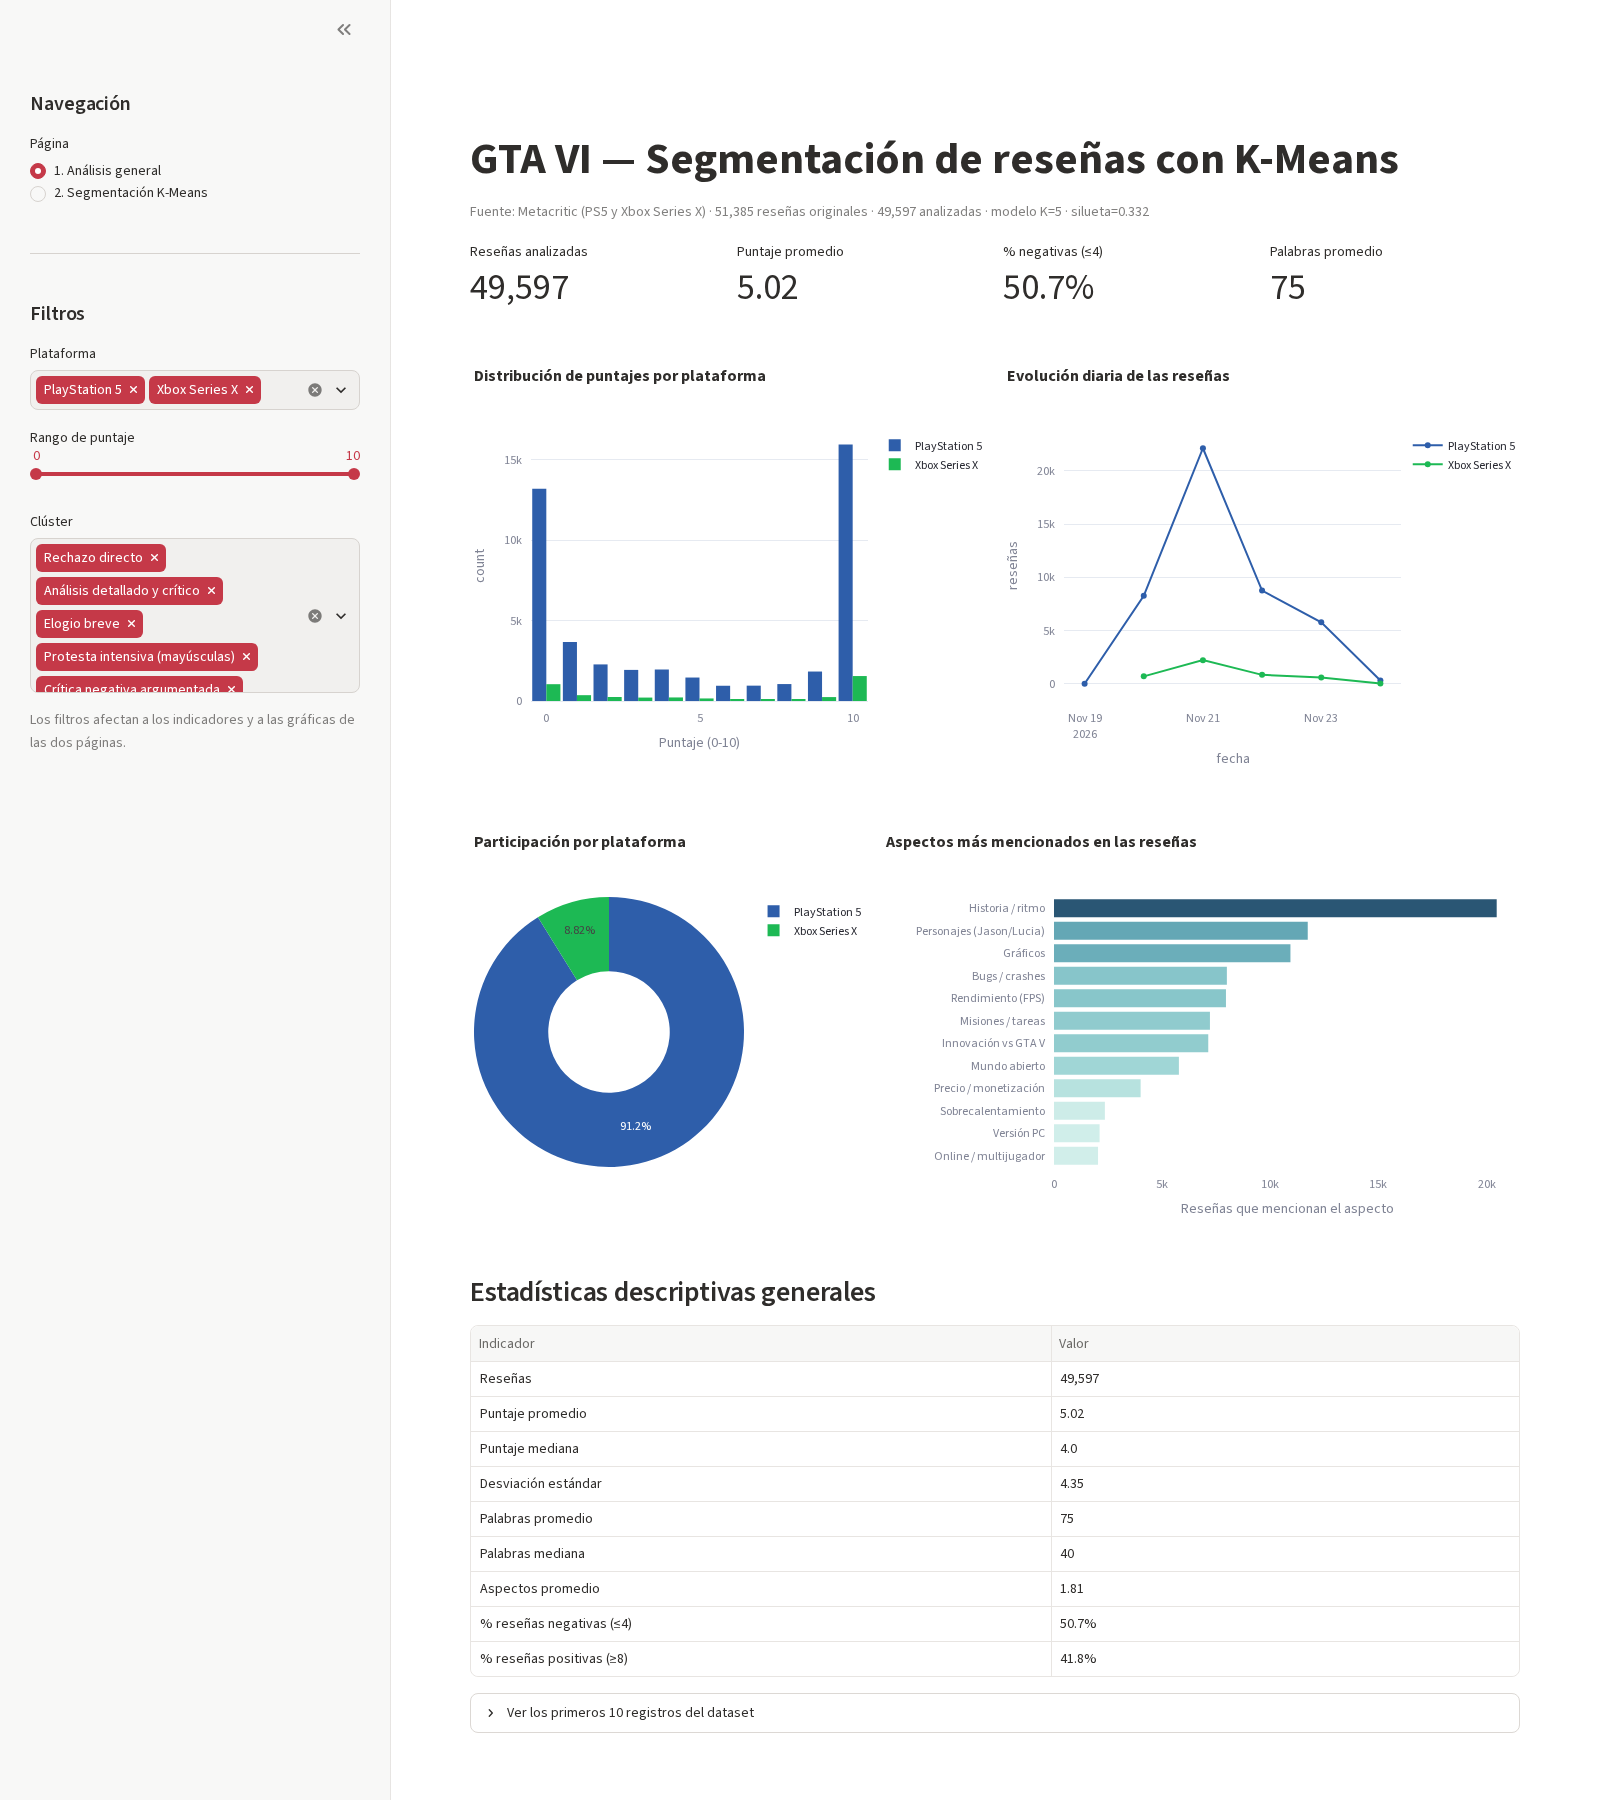 Navegación
Página
1. Análisis general
2. Segmentación K-Means
Filtros
Plataforma
PlayStation 5
Xbox Series X
Rango de puntaje
0 10
Clúster
Rechazo directo
Análisis detallado y crítico
Elogio breve
Protesta intensiva (mayúsculas)
Crítica negativa argumentada
Los filtros afectan a los indicadores y a las gráficas de
las dos páginas.
GTA VI — Segmentación de reseñas con K-Means
Fuente: Metacritic (PS5 y Xbox Series X) · 51,385 reseñas originales · 49,597 analizadas · modelo K=5 · silueta=0.332
Reseñas analizadas
49,597
Puntaje promedio
5.02
% negativas (≤4)
50.7%
Palabras promedio
75
Distribución de puntajes por plataforma
PlayStation 5
Xbox Series X
15k
10k
5k
0
count
0 5 10
Puntaje (0-10)
Evolución diaria de las reseñas
PlayStation 5
Xbox Series X
20k
15k
10k
5k
0
reseñas
Nov 19 Nov 21 Nov 23
2026
fecha
Participación por plataforma
PlayStation 5
Xbox Series X
8.82%
91.2%
Aspectos más mencionados en las reseñas
Historia / ritmo
Personajes (Jason/Lucia)
Gráficos
Bugs / crashes
Rendimiento (FPS)
Misiones / tareas
Innovación vs GTA V
Mundo abierto
Precio / monetización
Sobrecalentamiento
Versión PC
Online / multijugador
0 5k 10k 15k 20k
Reseñas que mencionan el aspecto
Estadísticas descriptivas generales
Indicador Valor
Reseñas 49,597
Puntaje promedio 5.02
Puntaje mediana 4.0
Desviación estándar 4.35
Palabras promedio 75
Palabras mediana 40
Aspectos promedio 1.81
% reseñas negativas (≤4) 50.7%
% reseñas positivas (≥8) 41.8%
Ver los primeros 10 registros del dataset